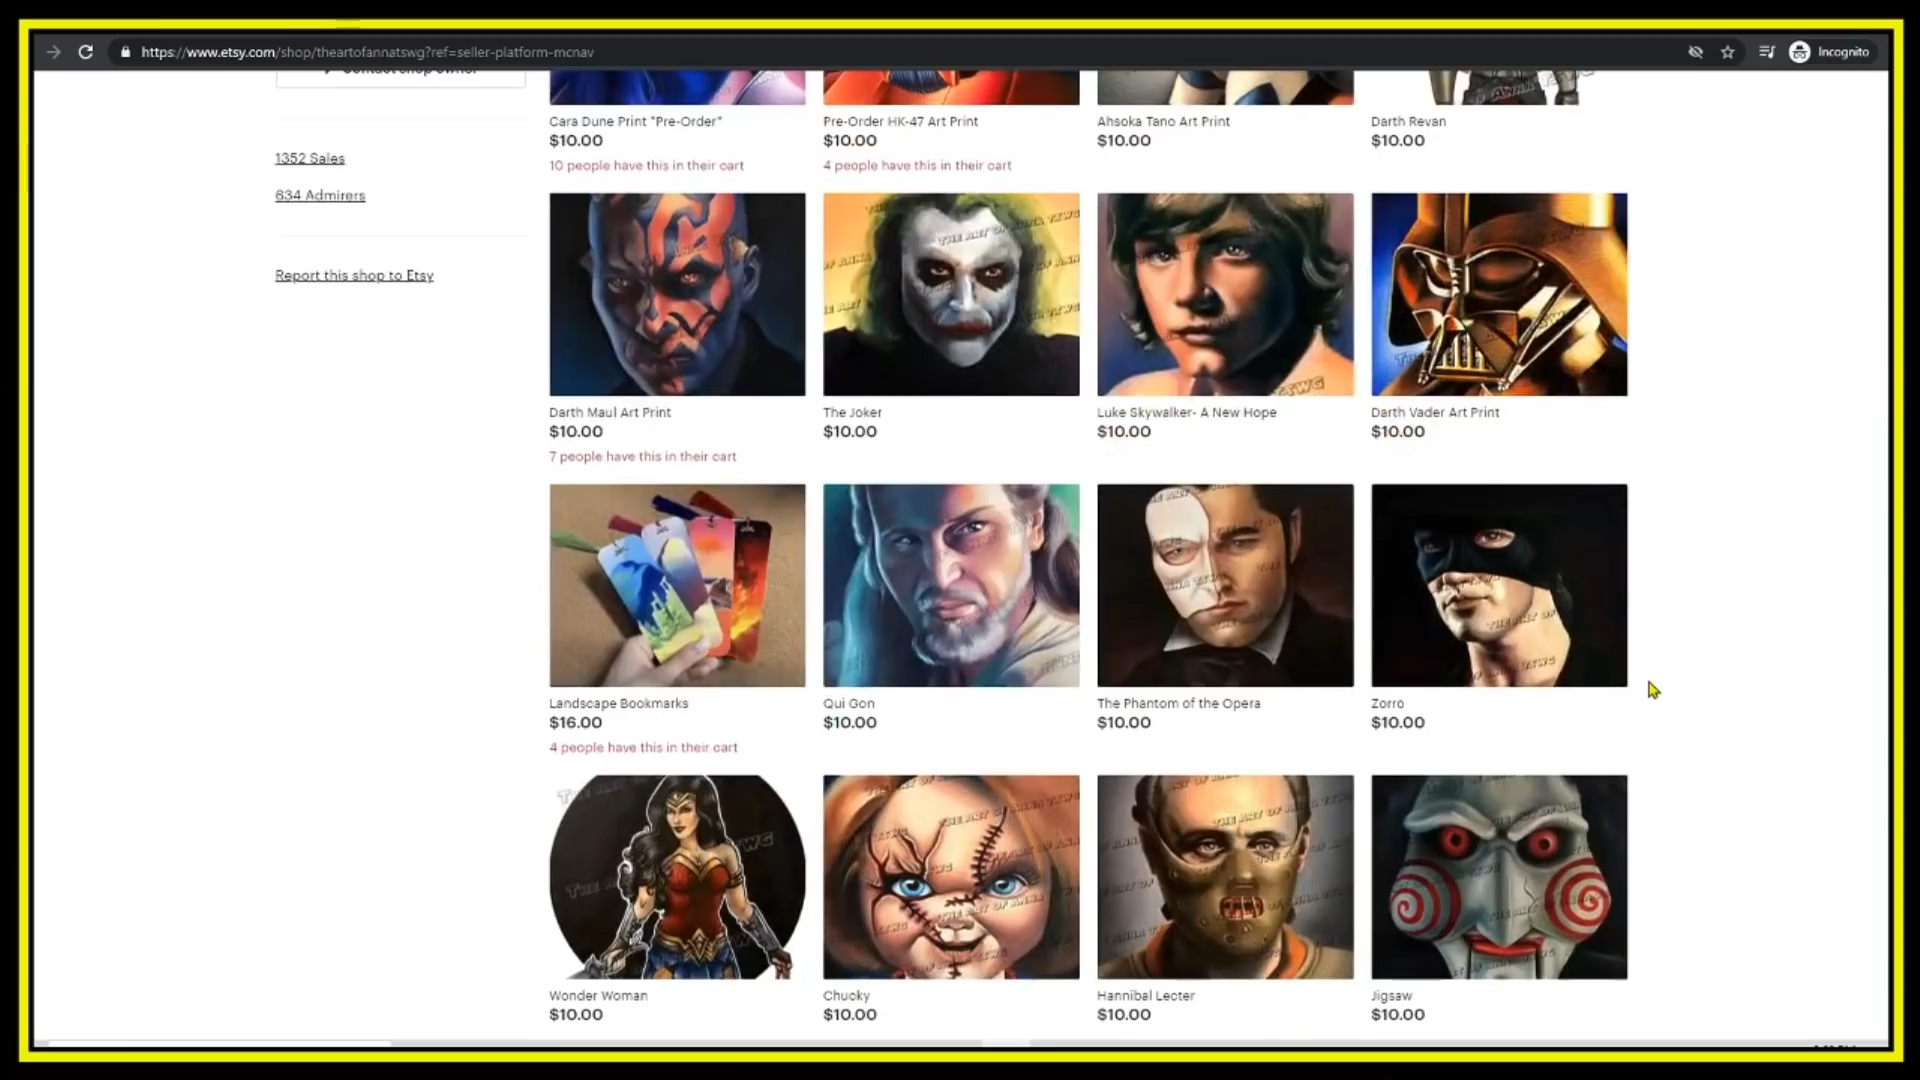 https://www.etsy.com/shop/theartofannatswg?ref=seller-platform-mcnav
Incognito
Contact shop owner
1352 Sales
634 Admirers
Report this shop to Etsy
Cara Dune Print "Pre-Order"
$10.00
10 people have this in their cart
Pre-Order HK-47 Art Print
$10.00
4 people have this in their cart
Ahsoka Tano Art Print
$10.00
Darth Revan
$10.00
Darth Maul Art Print
$10.00
7 people have this in their cart
The Joker
$10.00
Luke Skywalker- A New Hope
$10.00
Darth Vader Art Print
$10.00
Landscape Bookmarks
$16.00
4 people have this in their cart
Qui Gon
$10.00
The Phantom of the Opera
$10.00
Zorro
$10.00
Wonder Woman
$10.00
Chucky
$10.00
Hannibal Lecter
$10.00
Jigsaw
$10.00